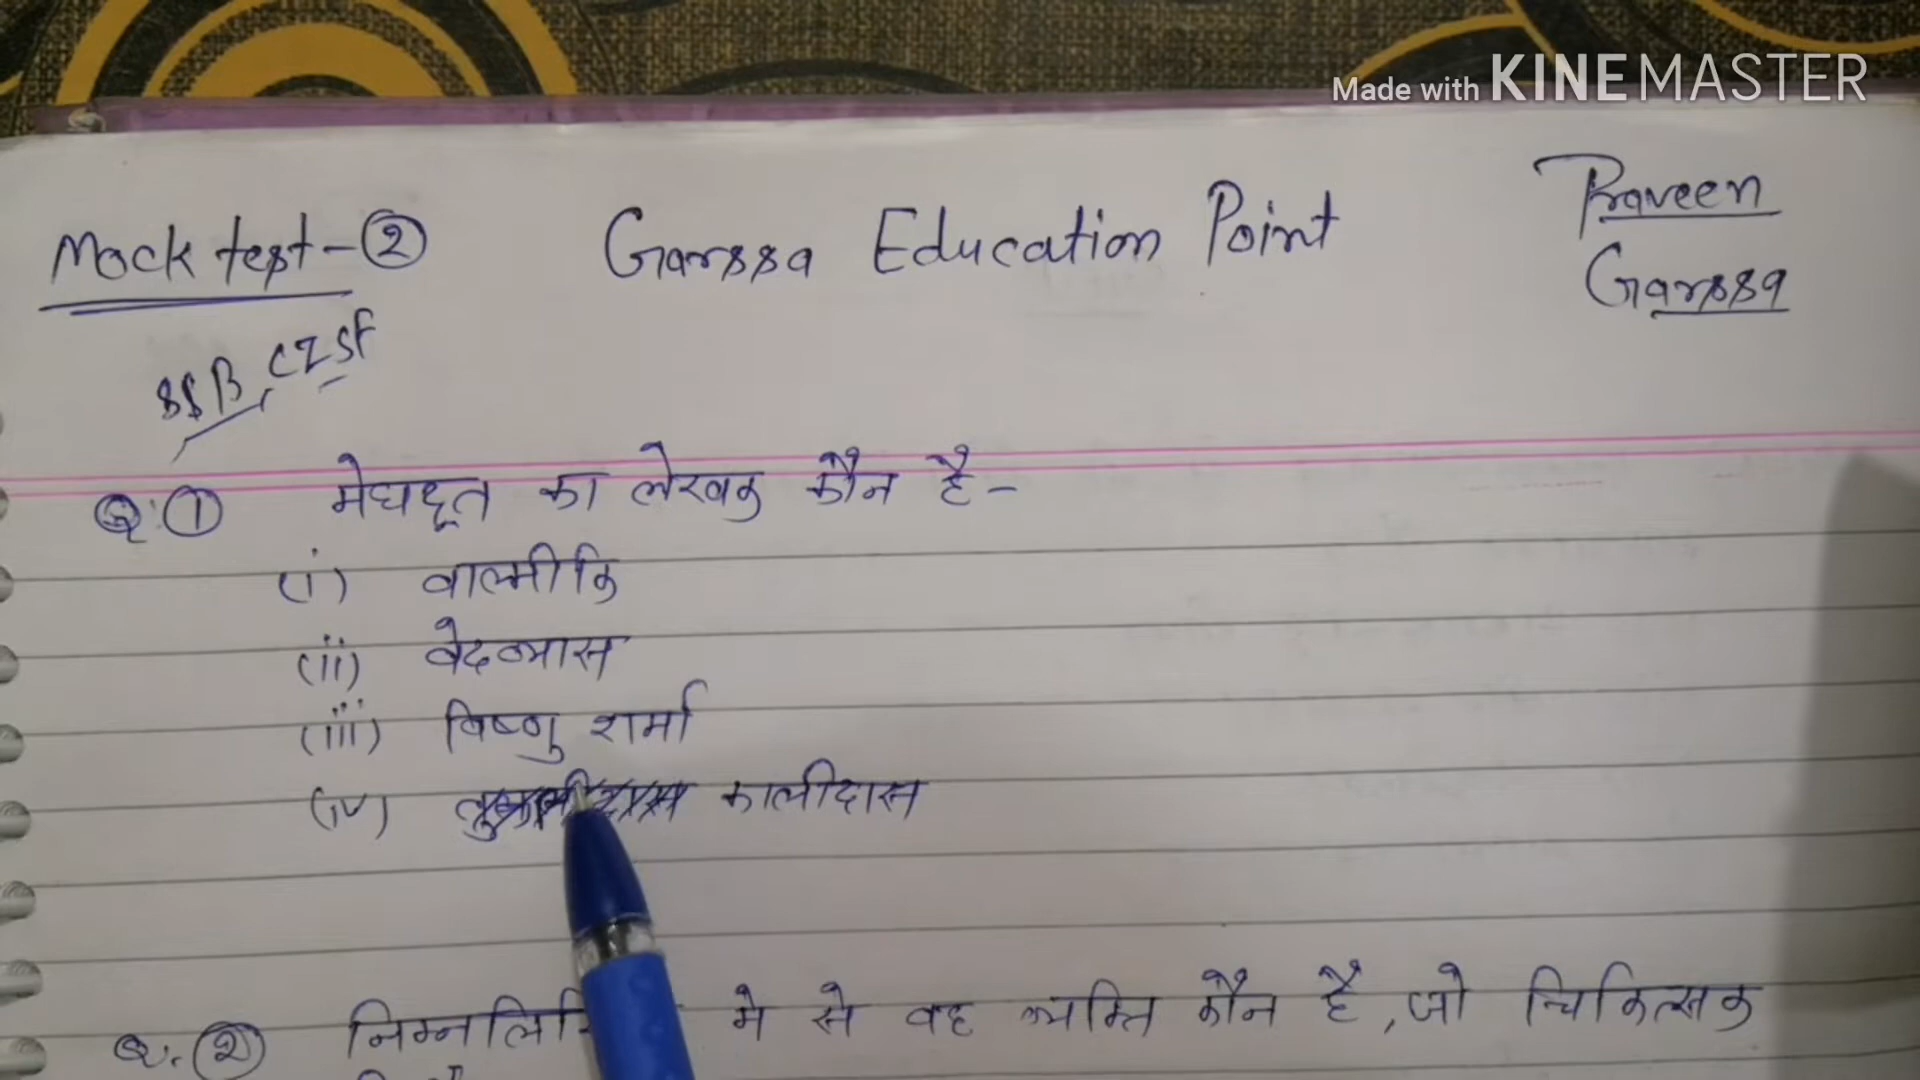 Made with KINEMASTER
Mock test-② Garssa Education Point Praveen
Garssa
SSB, CISF
Q.① मेघदूत का लेखक कौन है-
(i) वाल्मीकि
(ii) वेदव्यास
(iii) विष्णु शर्मा
(iv) कालीदास
Q.② मे से वह व्यक्ति कौन है, जो चिकित्सक